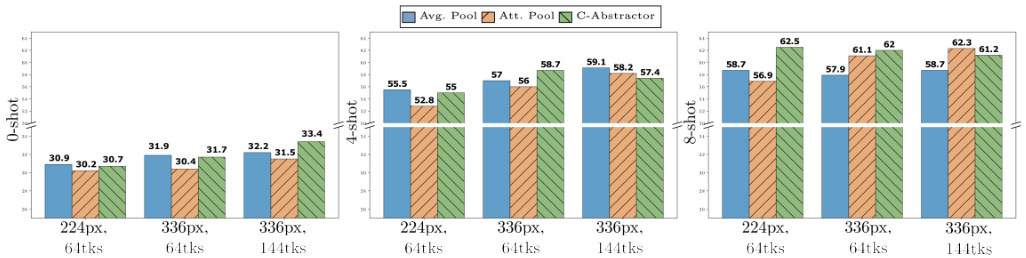 Avg. Pool Att. Pool C-Abstractor
0-shot
30.9 30.2 30.7 31.9 30.4 31.7 32.2 31.5 33.4
224px, 336px, 336px,
64tks 64tks 144tks
4-shot
55.5 52.8 55 57 56 58.7 59.1 58.2 57.4
224px, 336px, 336px,
64tks 64tks 144tks
8-shot
58.7 56.9 62.5 57.9 61.1 62 58.7 62.3 61.2
224px, 336px, 336px,
64tks 64tks 144tks